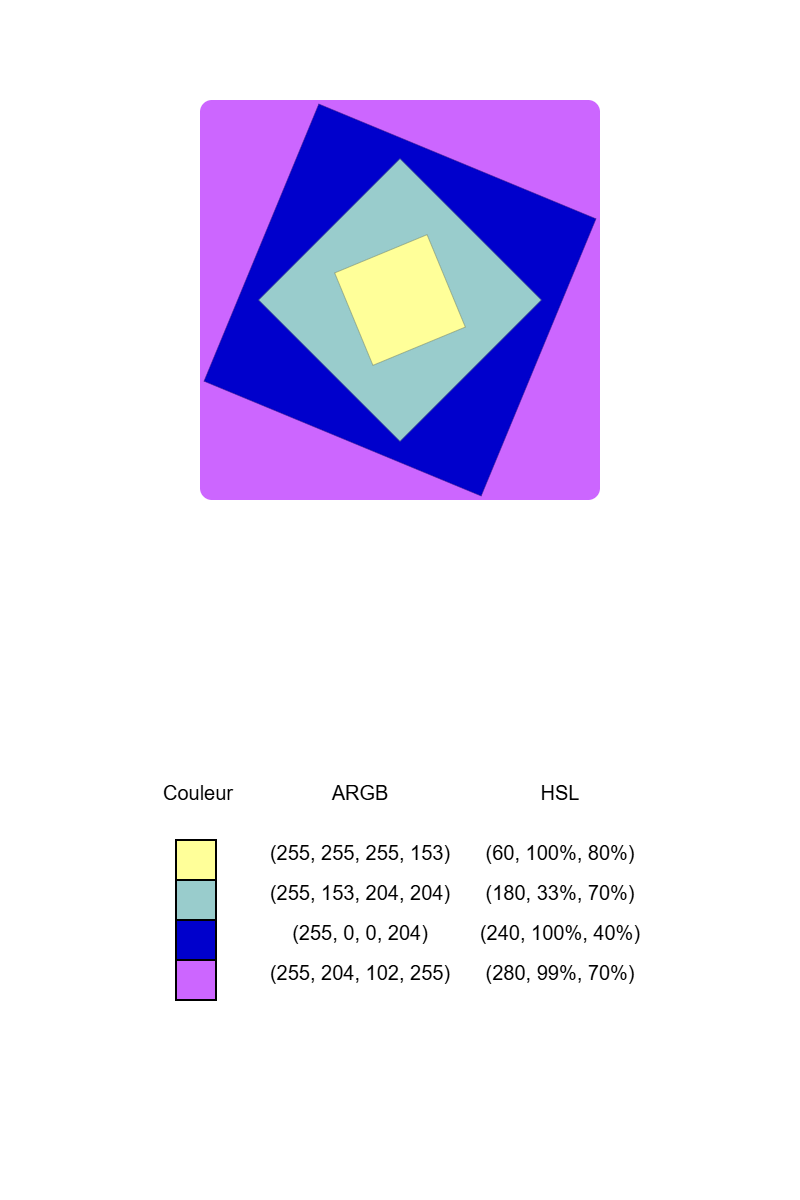 Couleur ARGB HSL
(255, 255, 255, 153) (60, 100%, 80%)
(255, 153, 204, 204) (180, 33%, 70%)
(255, 0, 0, 204) (240, 100%, 40%)
(255, 204, 102, 255) (280, 99%, 70%)